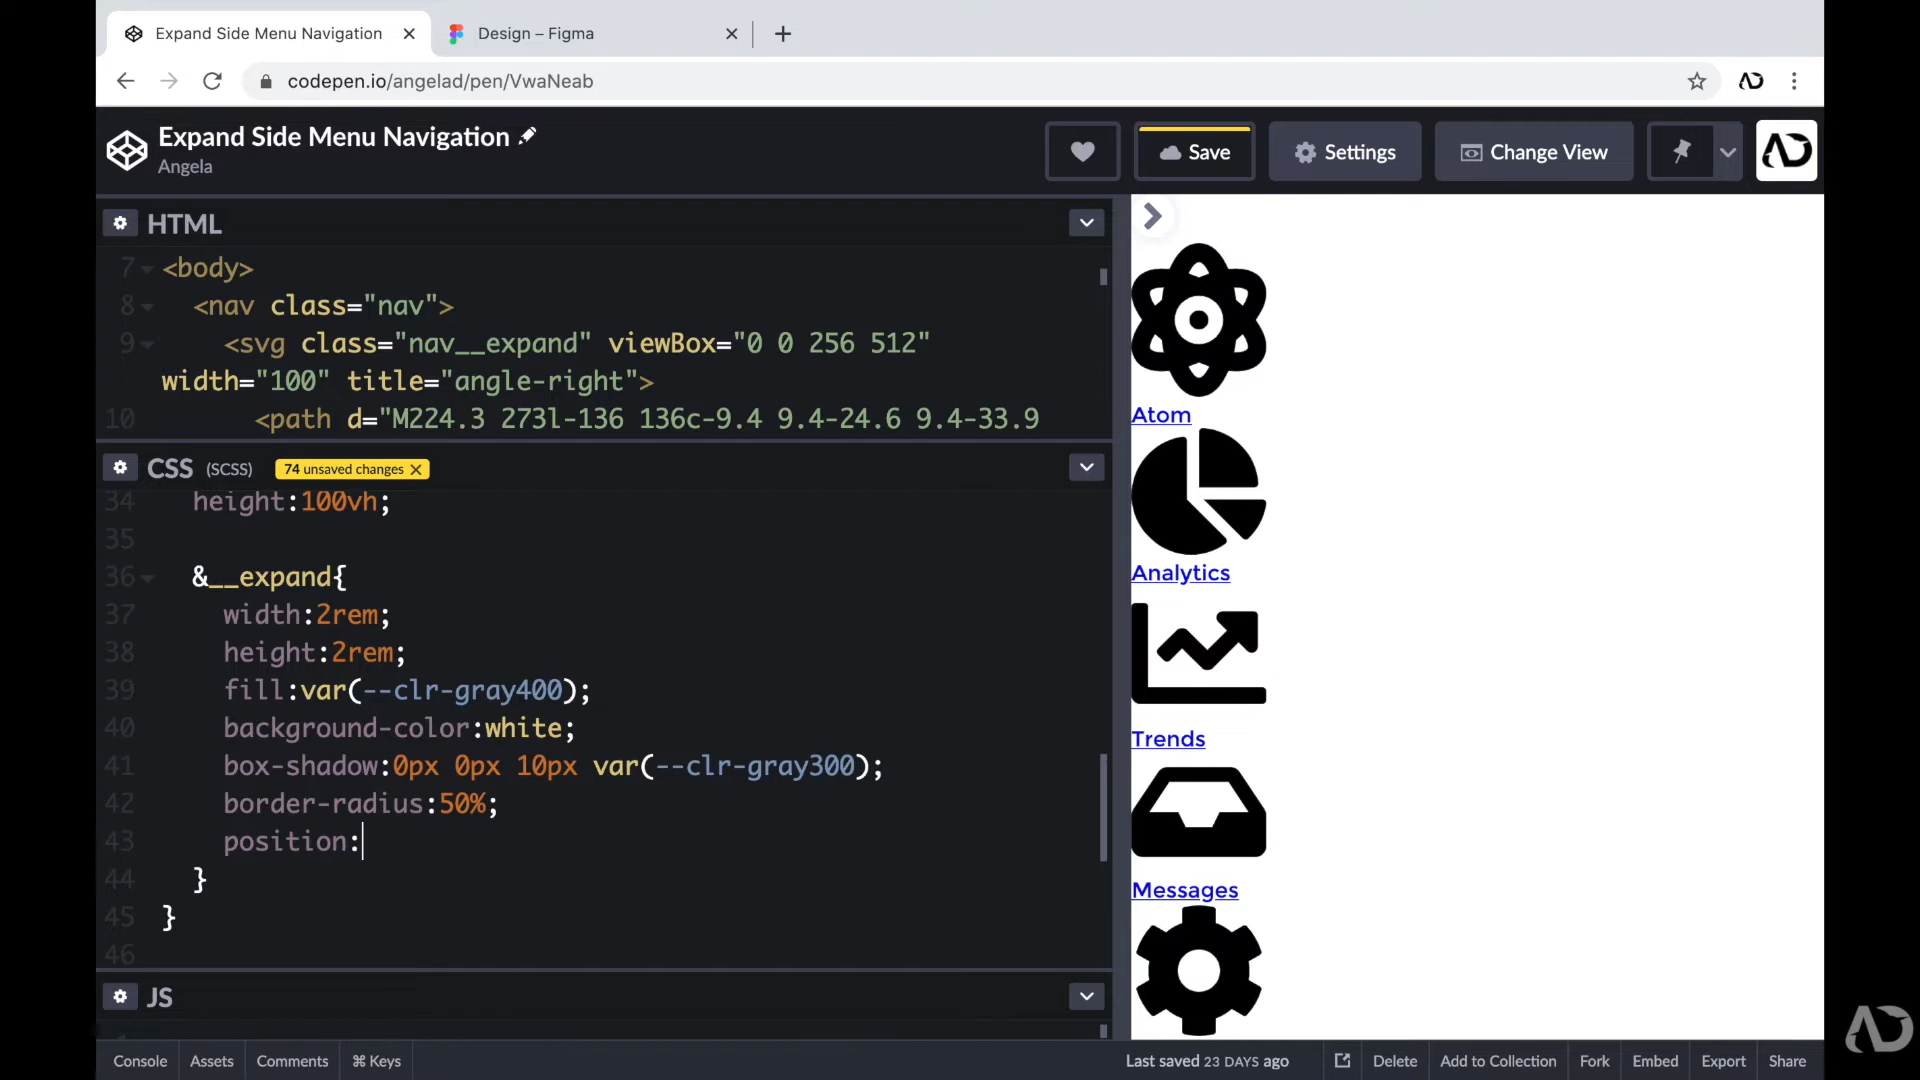 Expand Side Menu Navigation
Design – Figma
codepen.io/angelad/pen/VwaNeab
Expand Side Menu Navigation
Angela
Save
Settings
Change View
HTML
7 <body>
8 <nav class="nav">
9 <svg class="nav__expand" viewBox="0 0 256 512"
width="100" title="angle-right">
10 <path d="M224.3 273l-136 136c-9.4 9.4-24.6 9.4-33.9
CSS (SCSS) 74 unsaved changes
34 height:100vh;
35
36 &__expand{
37 width:2rem;
38 height:2rem;
39 fill:var(--clr-gray400);
40 background-color:white;
41 box-shadow:0px 0px 10px var(--clr-gray300);
42 border-radius:50%;
43 position:
44 }
45 }
46
JS
Atom
Analytics
Trends
Messages
Console
Assets
Comments
⌘ Keys
Last saved 23 DAYS ago
Delete
Add to Collection
Fork
Embed
Export
Share